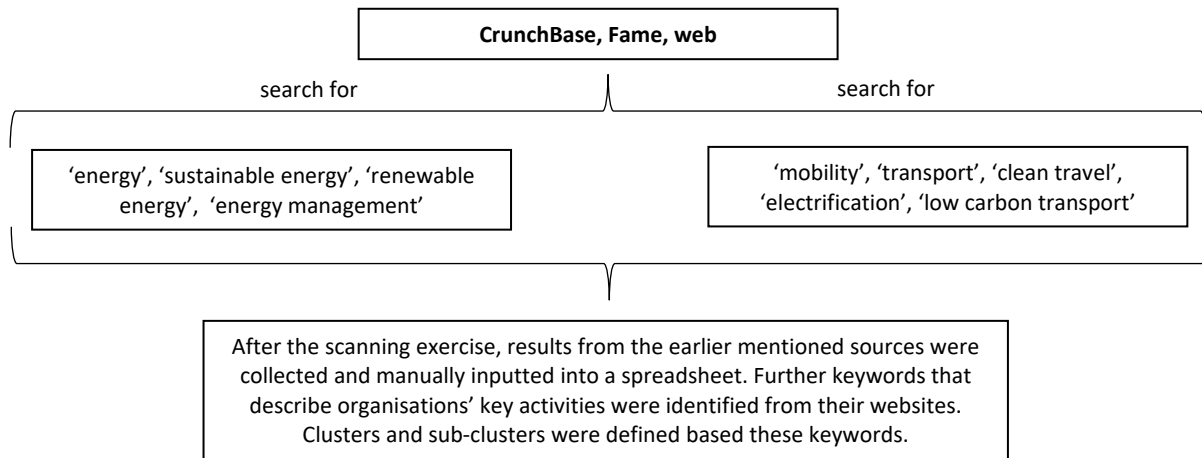 CrunchBase, Fame, web
search for
search for
‘energy’, ‘sustainable energy’, ‘renewable
energy’,  ‘energy management’
‘mobility’, ‘transport’, ‘clean travel’,
‘electrification’, ‘low carbon transport’
After the scanning exercise, results from the earlier mentioned sources were
collected and manually inputted into a spreadsheet. Further keywords that
describe organisations’ key activities were identified from their websites.
Clusters and sub-clusters were defined based these keywords.